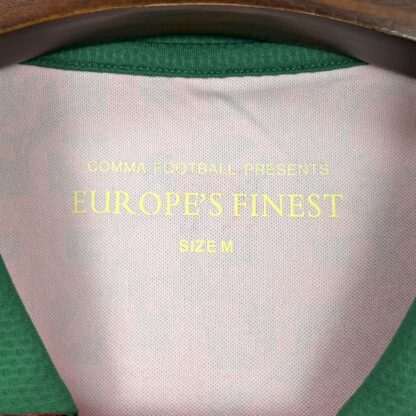 COMMA FOOTBALL PRESENTS
EUROPE'S FINEST
SIZE M